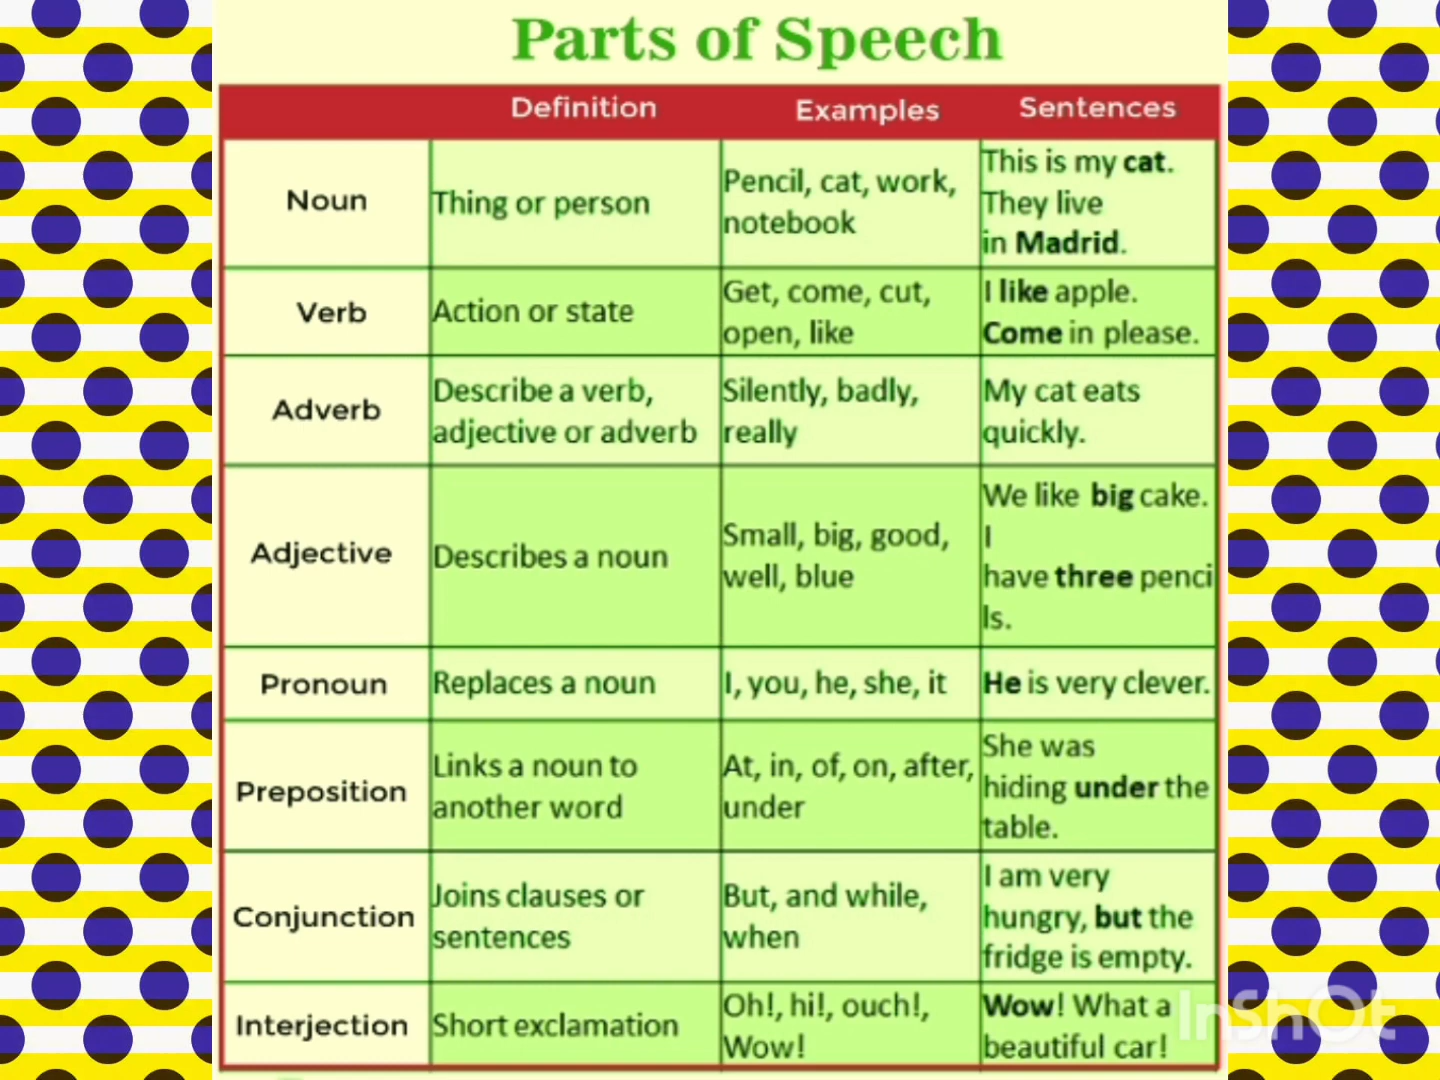 Parts of Speech
Definition Examples Sentences
Noun
Thing or person
Pencil, cat, work,
notebook
This is my cat.
They live
in Madrid.
Verb
Action or state
Get, come, cut,
open, like
I like apple.
Come in please.
Adverb
Describe a verb,
adjective or adverb
Silently, badly,
really
My cat eats
quickly.
Adjective
Describes a noun
Small, big, good,
well, blue
We like big cake.
I
have three penci
ls.
Pronoun
Replaces a noun
I, you, he, she, it
He is very clever.
Preposition
Links a noun to
another word
At, in, of, on, after,
under
She was
hiding under the
table.
Conjunction
Joins clauses or
sentences
But, and while,
when
I am very
hungry, but the
fridge is empty.
Interjection
Short exclamation
Oh!, hi!, ouch!,
Wow!
Wow! What a
beautiful car!
InShOt